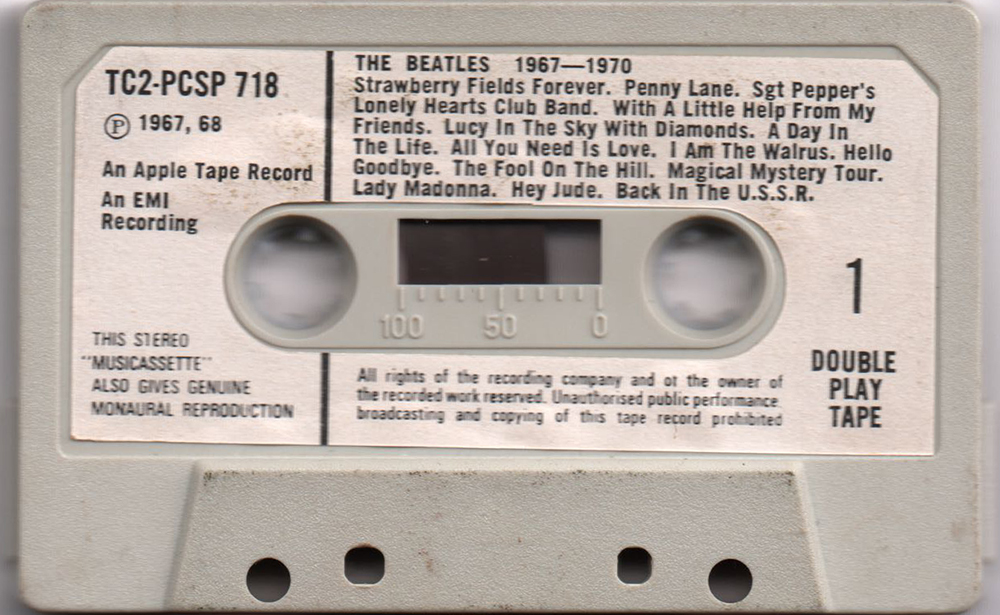 TC2-PCSP 718
Ⓟ 1967, 68
An Apple Tape Record
An EMI
Recording
THIS STEREO
"MUSICASSETTE"
ALSO GIVES GENUINE
MONAURAL REPRODUCTION
THE BEATLES 1967—1970
Strawberry Fields Forever. Penny Lane. Sgt Pepper's
Lonely Hearts Club Band. With A Little Help From My
Friends. Lucy In The Sky With Diamonds. A Day In
The Life. All You Need Is Love. I Am The Walrus. Hello
Goodbye. The Fool On The Hill. Magical Mystery Tour.
Lady Madonna. Hey Jude. Back In The U.S.S.R.
100 50 0
1
DOUBLE
PLAY
TAPE
All rights of the recording company and ot the owner of
the recorded work reserved. Unauthorised public performance
broadcasting and copying of this tape record prohibited